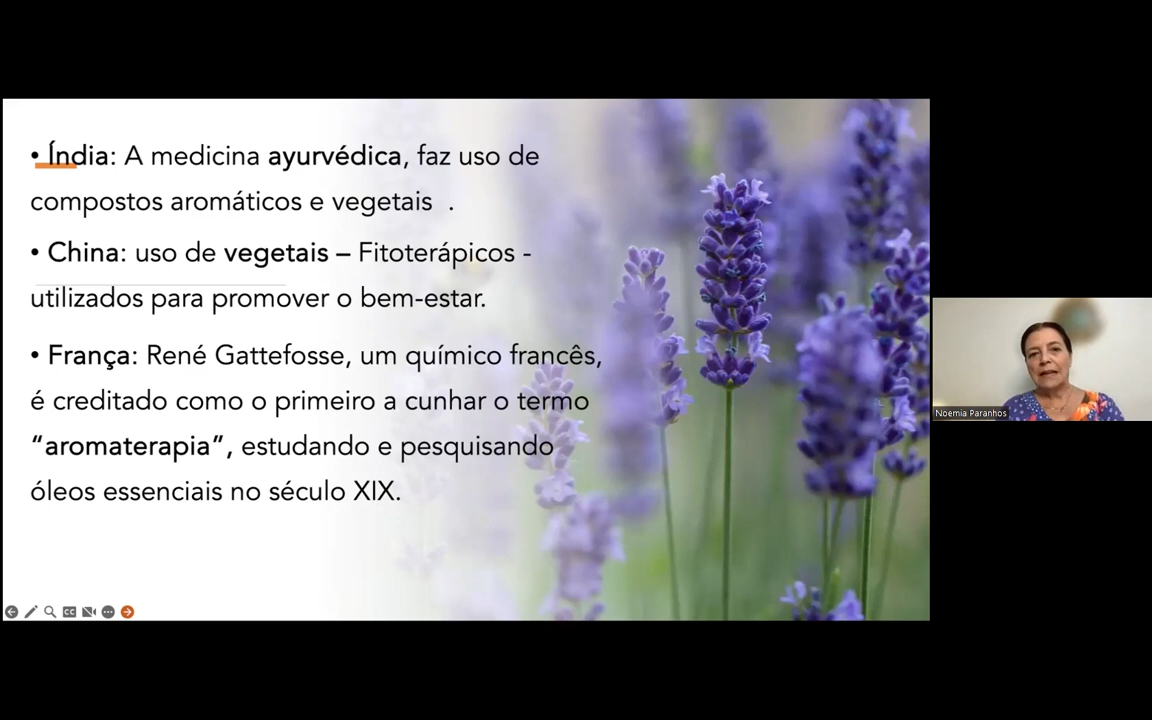 • Índia: A medicina ayurvédica, faz uso de
compostos aromáticos e vegetais .
• China: uso de vegetais – Fitoterápicos -
utilizados para promover o bem-estar.
• França: René Gattefosse, um químico francês,
é creditado como o primeiro a cunhar o termo
“aromaterapia”, estudando e pesquisando
óleos essenciais no século XIX.
CC
Noemia Paranhos